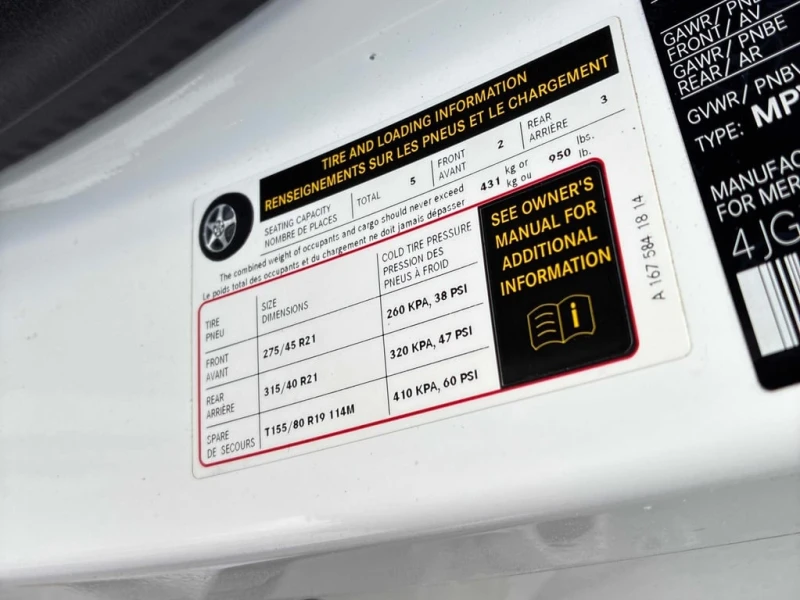 TIRE AND LOADING INFORMATION
RENSEIGNEMENTS SUR LES PNEUS ET LE CHARGEMENT
SEATING CAPACITY
NOMBRE DE PLACES
TOTAL 5
FRONT
AVANT
2
REAR
ARRIÈRE
3
The combined weight of occupants and cargo should never exceed 431 kg or 950 lbs.
Le poids total des occupants et du chargement ne doit jamais dépasser kg ou lb.
TIRE
PNEU
SIZE
DIMENSIONS
COLD TIRE PRESSURE
PRESSION DES
PNEUS À FROID
FRONT
AVANT
275/45 R21
260 KPA, 38 PSI
REAR
ARRIÈRE
315/40 R21
320 KPA, 47 PSI
SPARE
DE SECOURS
T155/80 R19 114M
410 KPA, 60 PSI
SEE OWNER'S
MANUAL FOR
ADDITIONAL
INFORMATION
A 167 584 18 14
GAWR/ PNBE
FRONT/ AV
GAWR/ PNBE
REAR/ AR
GVWR/ PNBV
TYPE:
MANUFAC
FOR MER
4JG